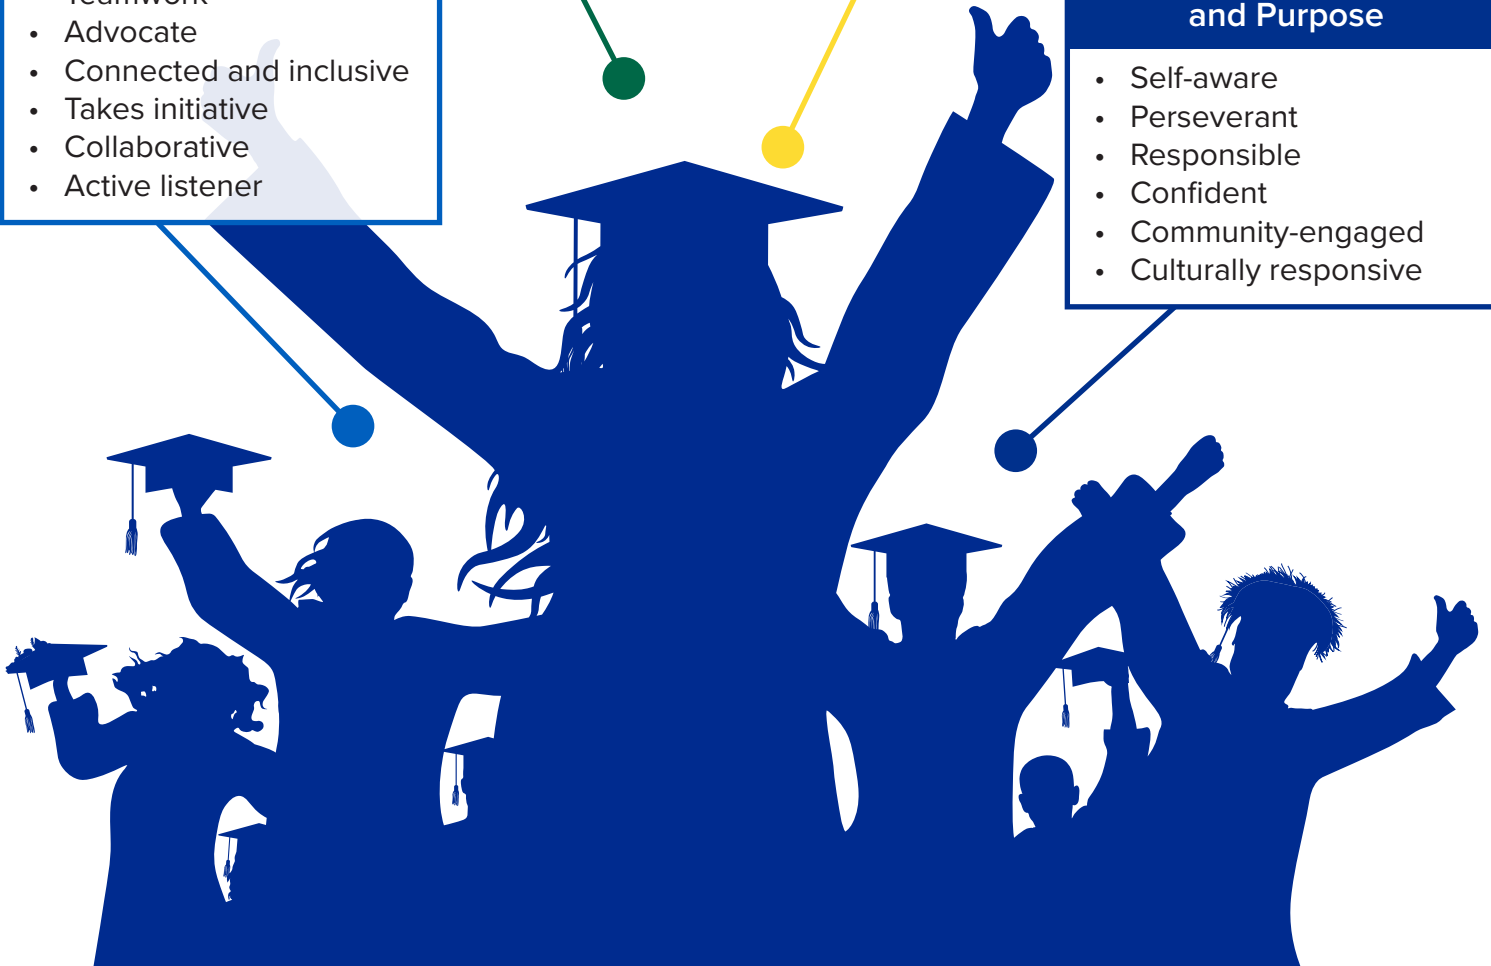 Teamwork
• Advocate
• Connected and inclusive
• Takes initiative
• Collaborative
• Active listener
and Purpose
• Self-aware
• Perseverant
• Responsible
• Confident
• Community-engaged
• Culturally responsive